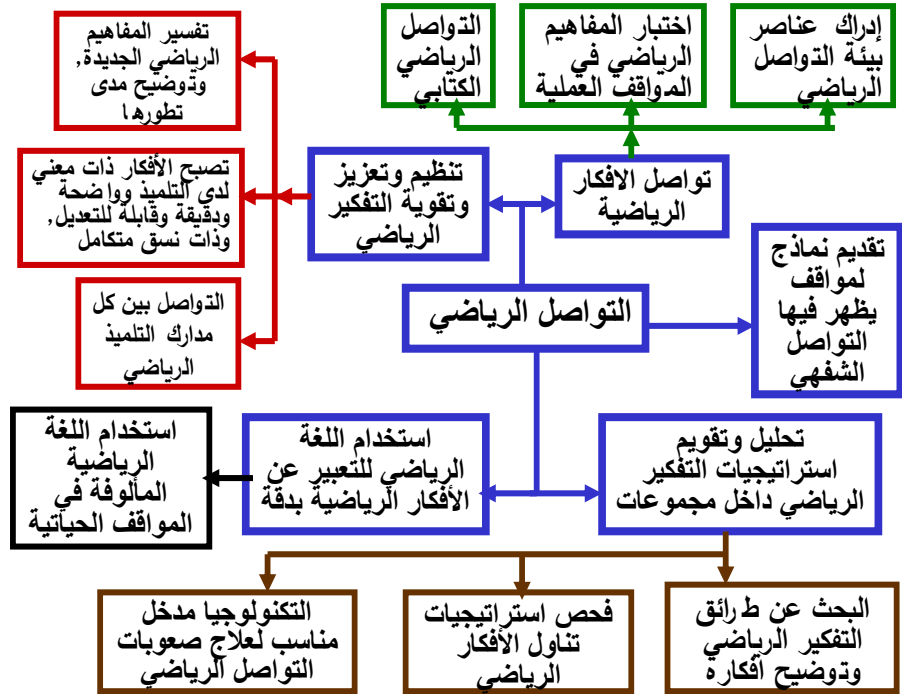 إدراك عناصر
بيئة التواصل
الرياضي
اختبار المفاهيم
الرياضي في
المواقف العملية
التواصل
الرياضي
الكتابي
تفسير المفاهيم
الرياضي الجديدة,
وتوضيح مدى
تطورها
تواصل الافكار
الرياضية
تنظيم وتعزيز
وتقوية التفكير
الرياضي
تصبح الأفكار ذات معني
لدى التلميذ وواضحة
ودقيقة وقابلة للتعديل,
وذات نسق متكامل
التواصل بين كل
مدارك التلميذ
الرياضي
تقديم نماذج
لمواقف
يظهر فيها
التواصل
الشفهي
التواصل الرياضي
تحليل وتقويم
استراتيجيات التفكير
الرياضي داخل مجموعات
استخدام اللغة
الرياضي للتعبير عن
الأفكار الرياضية بدقة
استخدام اللغة
الرياضية
المألوفة في
المواقف الحياتية
البحث عن طرائق
التفكير الرياضي
وتوضيح أفكاره
فحص استراتيجيات
تناول الأفكار
الرياضي
التكنولوجيا مدخل
مناسب لعلاج صعوبات
التواصل الرياضي